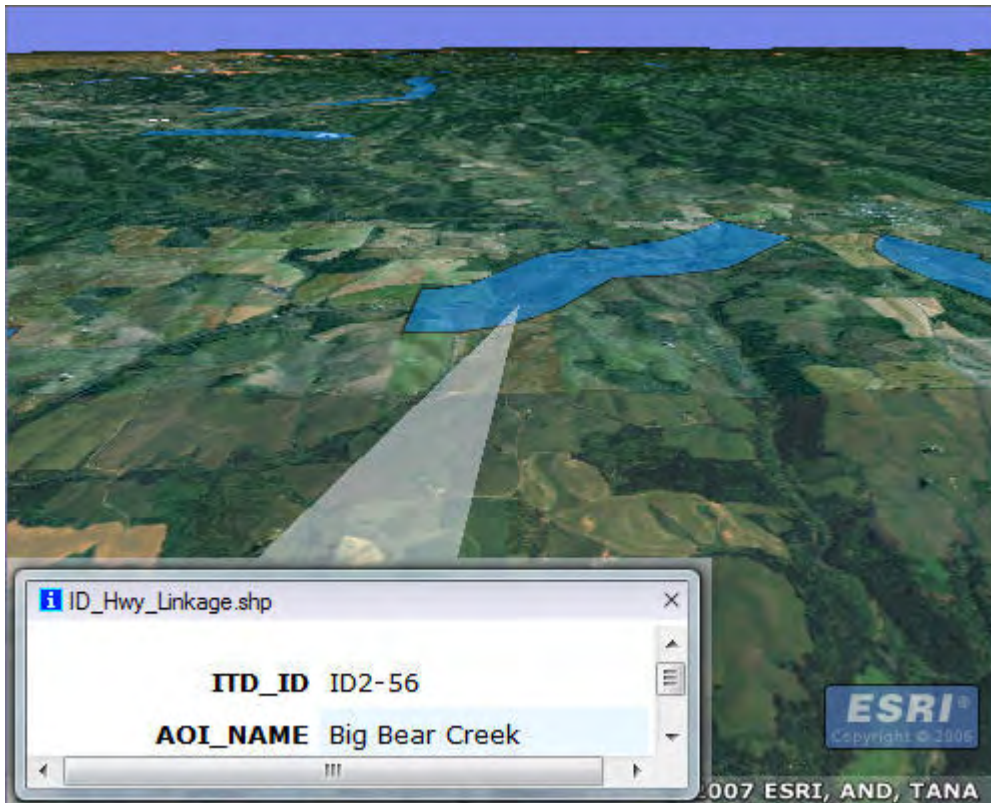 ID_Hwy_Linkage.shp
ITD_ID ID2-56
AOI_NAME Big Bear Creek
ESRI®
Copyright © 2006
2007 ESRI, AND, TANA